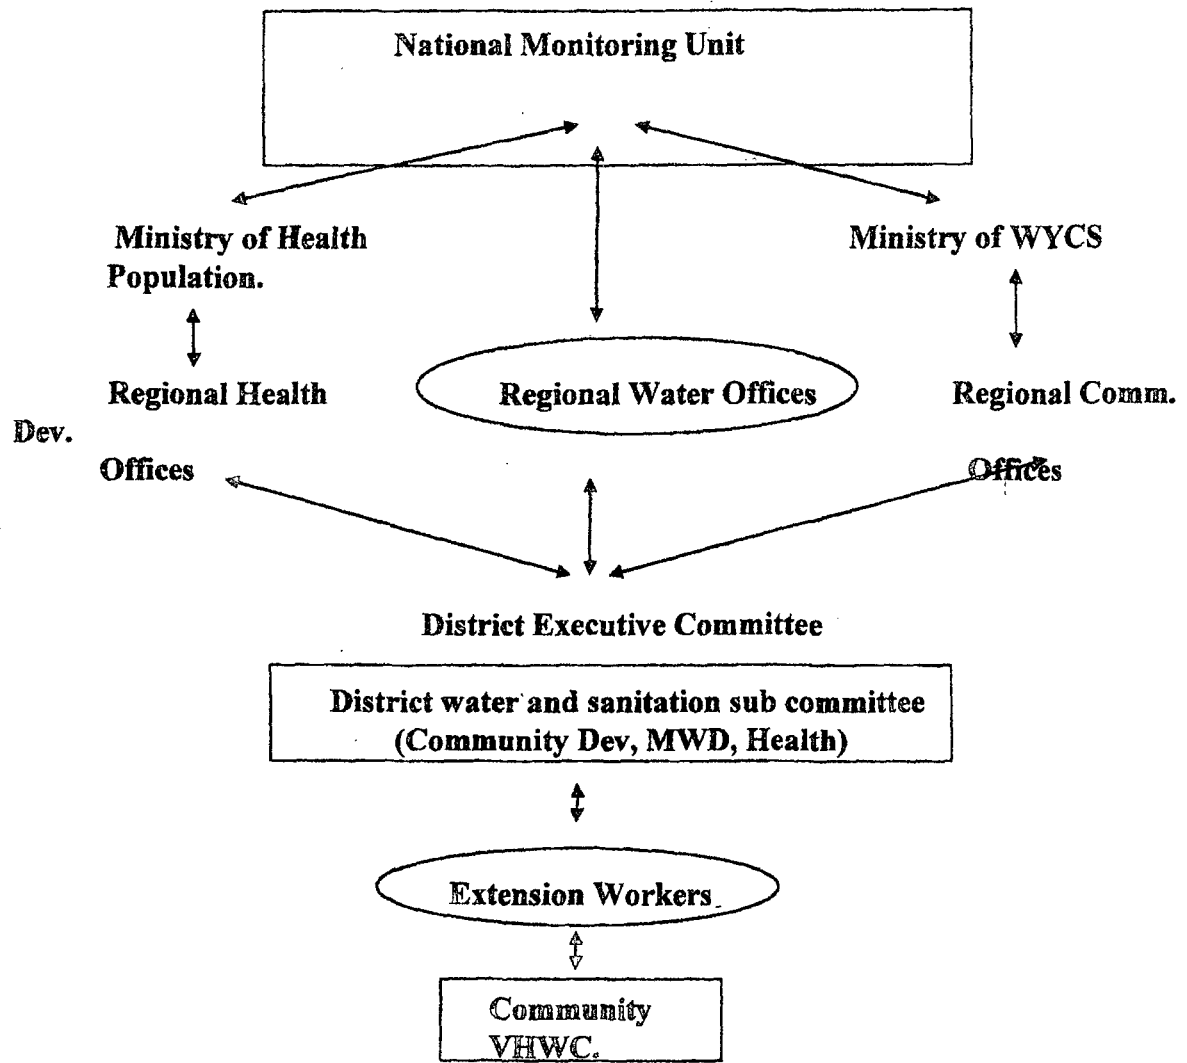 National Monitoring Unit
Ministry of Health
Population.
Ministry of WYCS
Regional Health
Regional Water Offices
Regional Comm.
Dev.
Offices
Offices
District Executive Committee
District water and sanitation sub committee
(Community Dev, MWD, Health)
Extension Workers
Community
VHWC.